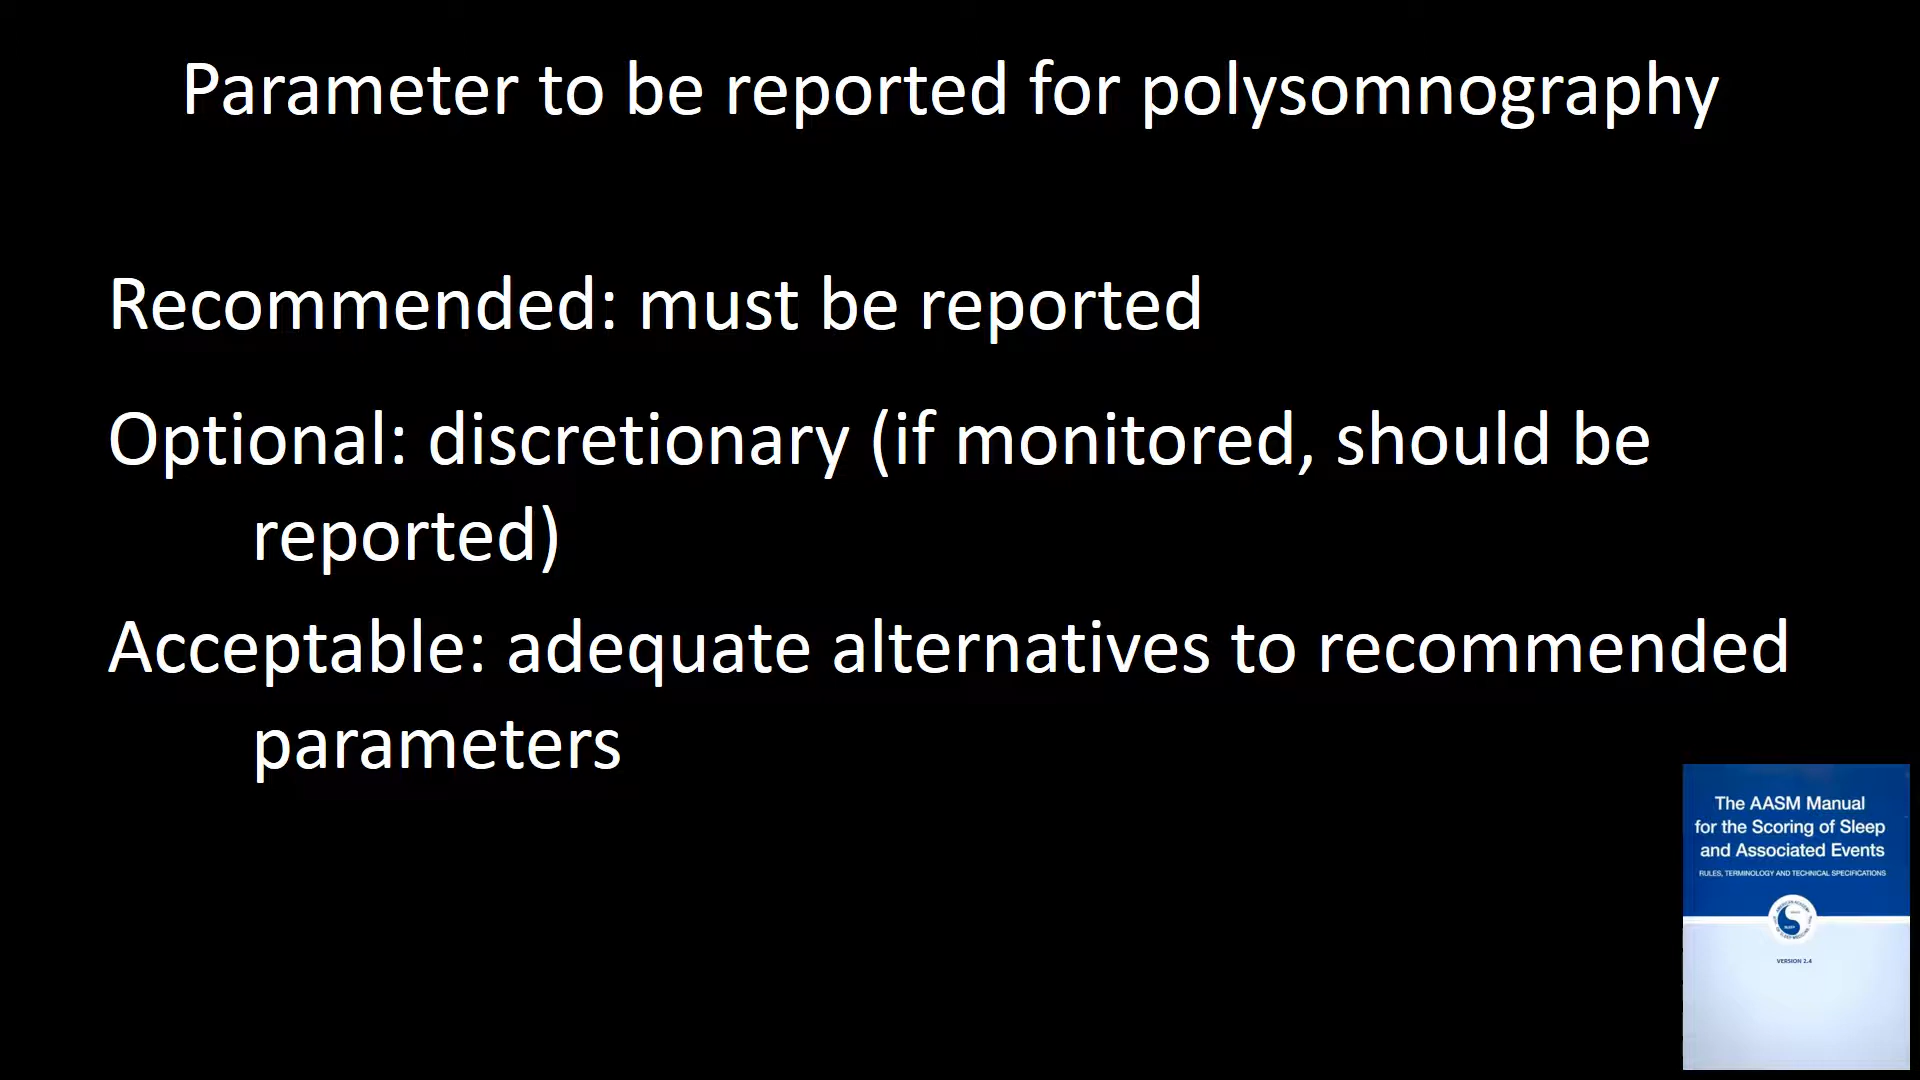 Parameter to be reported for polysomnography
Recommended: must be reported
Optional: discretionary (if monitored, should be
reported)
Acceptable: adequate alternatives to recommended
parameters
The AASM Manual
for the Scoring of Sleep
and Associated Events
RULES, TERMINOLOGY AND TECHNICAL SPECIFICATIONS
VERSION 2.4